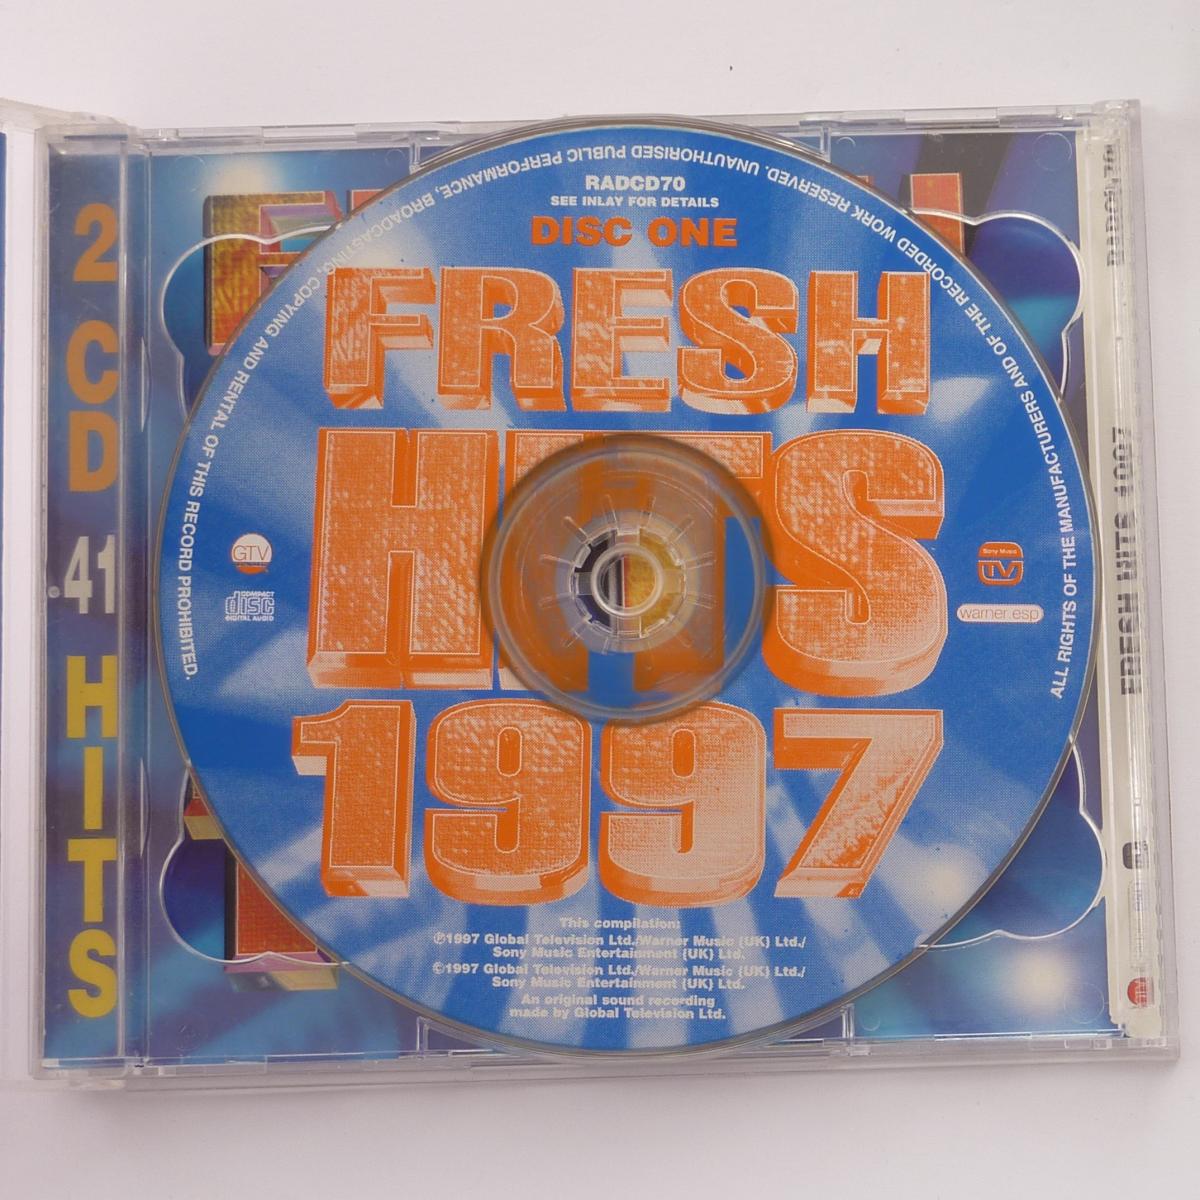 2 CD
41
HITS
RADCD70
SEE INLAY FOR DETAILS
DISC ONE
FRESH
HITS
1997
GTV
COMPACT
disc
DIGITAL AUDIO
Sony Music
TV
warner esp
This compilation:
℗1997 Global Television Ltd./Warner Music (UK) Ltd./
Sony Music Entertainment (UK) Ltd.
©1997 Global Television Ltd./Warner Music (UK) Ltd./
Sony Music Entertainment (UK) Ltd.
An original sound recording
made by Global Television Ltd.
ALL RIGHTS OF THE MANUFACTURERS AND OF THE RECORDED WORK RESERVED. UNAUTHORISED PUBLIC PERFORMANCE, BROADCASTING, COPYING AND RENTAL OF THIS RECORD PROHIBITED.
FRESH HITS 1997
RADCD70